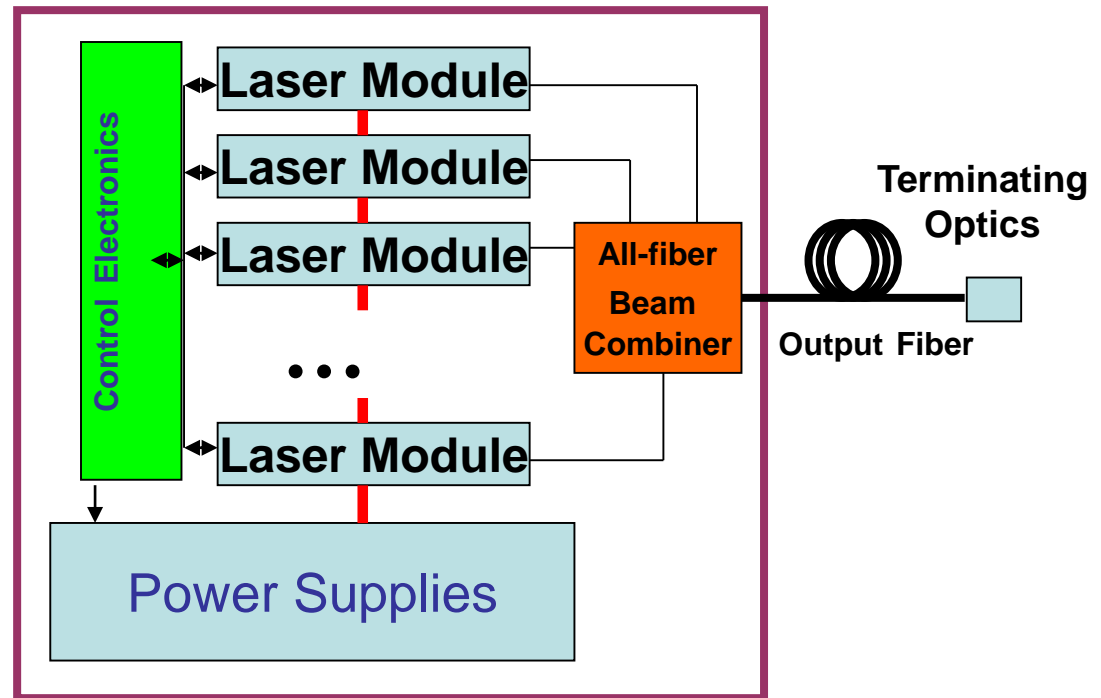 Control Electronics
Laser Module
Laser Module
Laser Module
...
Laser Module
All-fiber
Beam
Combiner
Terminating
Optics
Output Fiber
Power Supplies